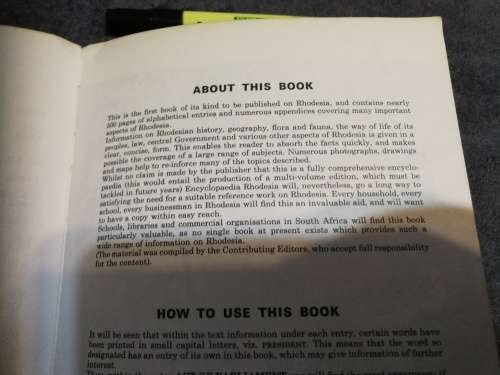 ABOUT THIS BOOK
This is the first book of its kind to be published on Rhodesia, and contains nearly
500 pages of alphabetical entries and numerous appendices covering many important
aspects of Rhodesia.
Information on Rhodesian history, geography, flora and fauna, the way of life of its
peoples, law, central Government and various other aspects of Rhodesia is given in a
clear, concise, form. This enables the reader to absorb the facts quickly, and makes
possible the coverage of a large range of subjects. Numerous photographs, drawings
and maps help to re-inforce many of the topics described.
Whilst no claim is made by the publisher that this is a fully comprehensive encyclo-
paedia (this would entail the production of a multi-volume edition, which must be
tackled in future years) Encyclopaedia Rhodesia will, nevertheless, go a long way to
satisfying the need for a suitable reference work on Rhodesia. Every household, every
school, every businessman in Rhodesia will find this an invaluable aid, and will want
to have a copy within easy reach.
Schools, libraries and commercial organisations in South Africa will find this book
particularly valuable, as no single book at present exists which provides such a
wide range of information on Rhodesia.
(The material was compiled by the Contributing Editors, who accept full responsibility
for the content).
HOW TO USE THIS BOOK
It will be seen that within the text information under each entry, certain words have
been printed in small capital letters, viz. PRESIDENT. This means that the word so
designated has an entry of its own in this book, which may give information of further
interest.